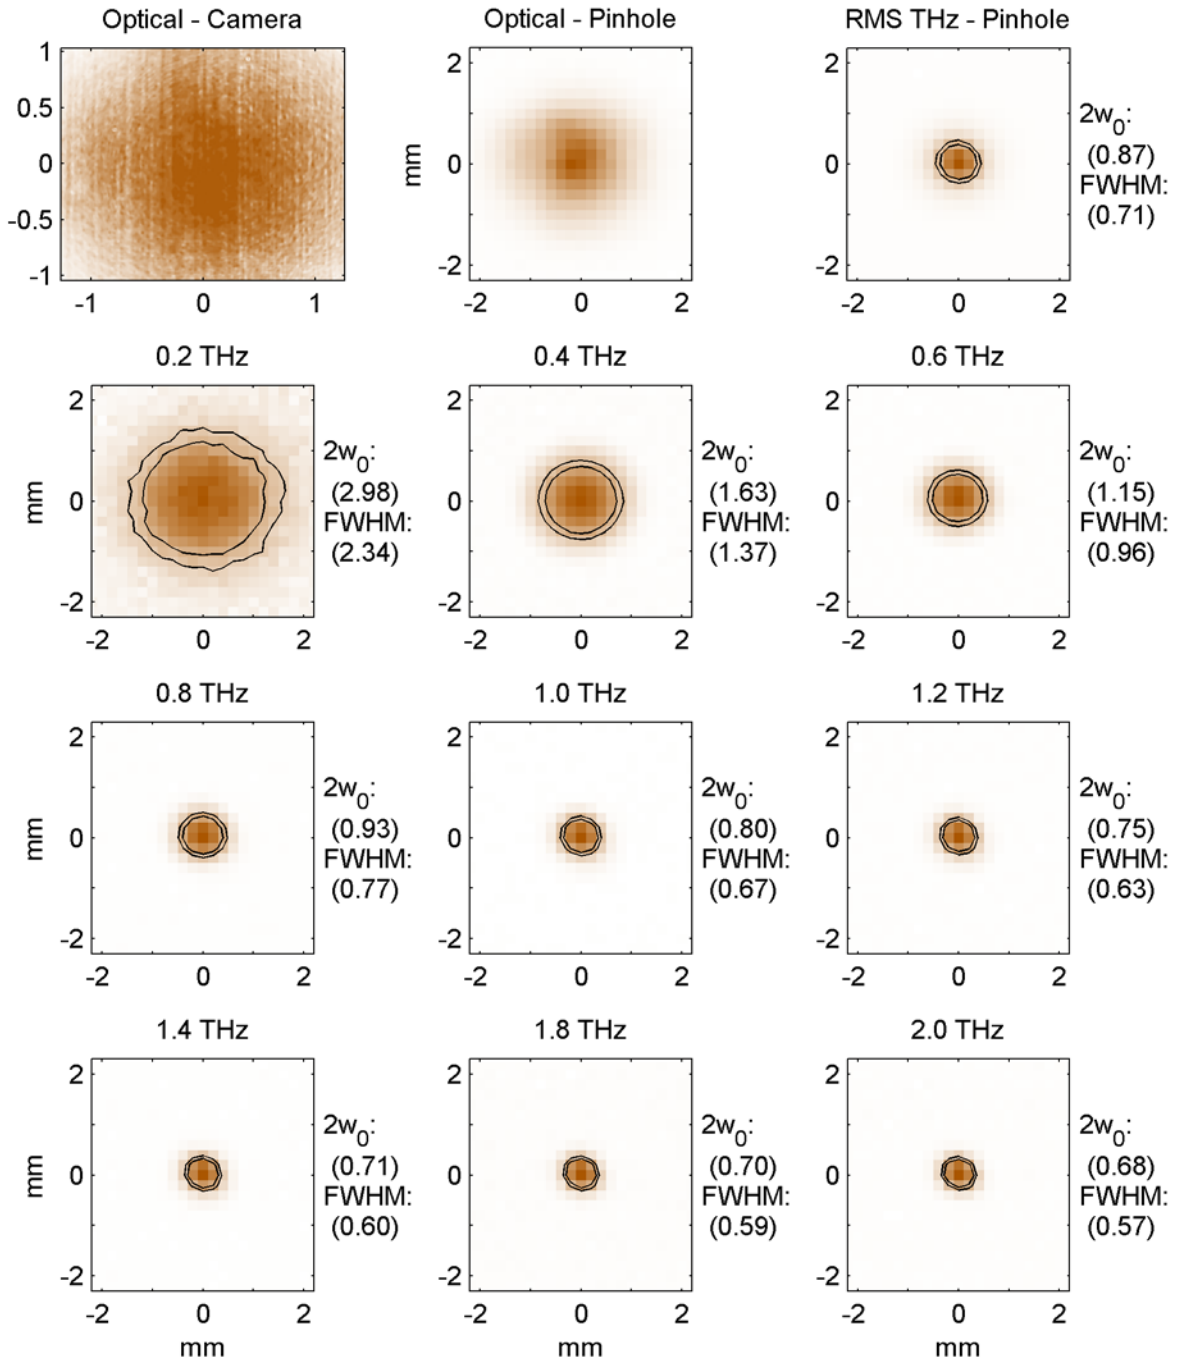 Optical - Camera
1
0.5
0
-0.5
-1
-1 0 1
Optical - Pinhole
mm
2
0
-2
-2 0 2
RMS THz - Pinhole
2
0
-2
-2 0 2
2w0:
(0.87)
FWHM:
(0.71)
0.2 THz
mm
2
0
-2
-2 0 2
2w0:
(2.98)
FWHM:
(2.34)
0.4 THz
2
0
-2
-2 0 2
2w0:
(1.63)
FWHM:
(1.37)
0.6 THz
2
0
-2
-2 0 2
2w0:
(1.15)
FWHM:
(0.96)
0.8 THz
mm
2
0
-2
-2 0 2
2w0:
(0.93)
FWHM:
(0.77)
1.0 THz
2
0
-2
-2 0 2
2w0:
(0.80)
FWHM:
(0.67)
1.2 THz
2
0
-2
-2 0 2
2w0:
(0.75)
FWHM:
(0.63)
1.4 THz
mm
2
0
-2
-2 0 2
mm
2w0:
(0.71)
FWHM:
(0.60)
1.8 THz
2
0
-2
-2 0 2
mm
2w0:
(0.70)
FWHM:
(0.59)
2.0 THz
2
0
-2
-2 0 2
mm
2w0:
(0.68)
FWHM:
(0.57)